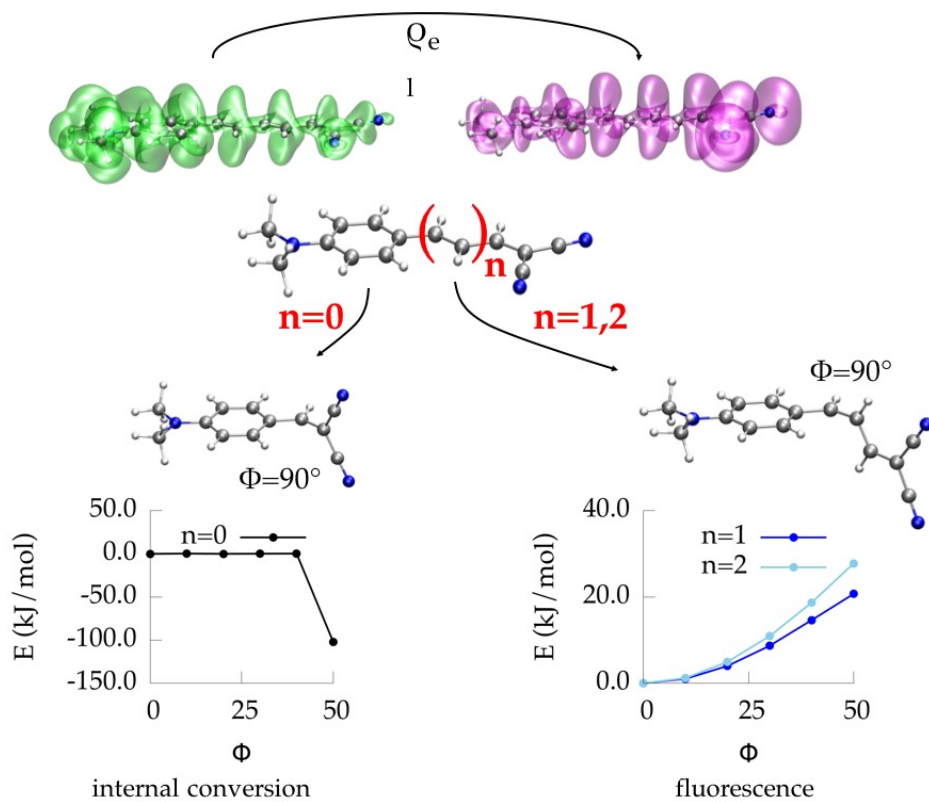 ϱe
l
( ) n
n=0 n=1,2
Φ=90°
Φ=90°
50.0
0.0
-50.0
-100.0
-150.0
E (kJ/mol)
n=0
0 25 50
Φ
internal conversion
40.0
20.0
0.0
E (kJ/mol)
n=1
n=2
0 25 50
Φ
fluorescence